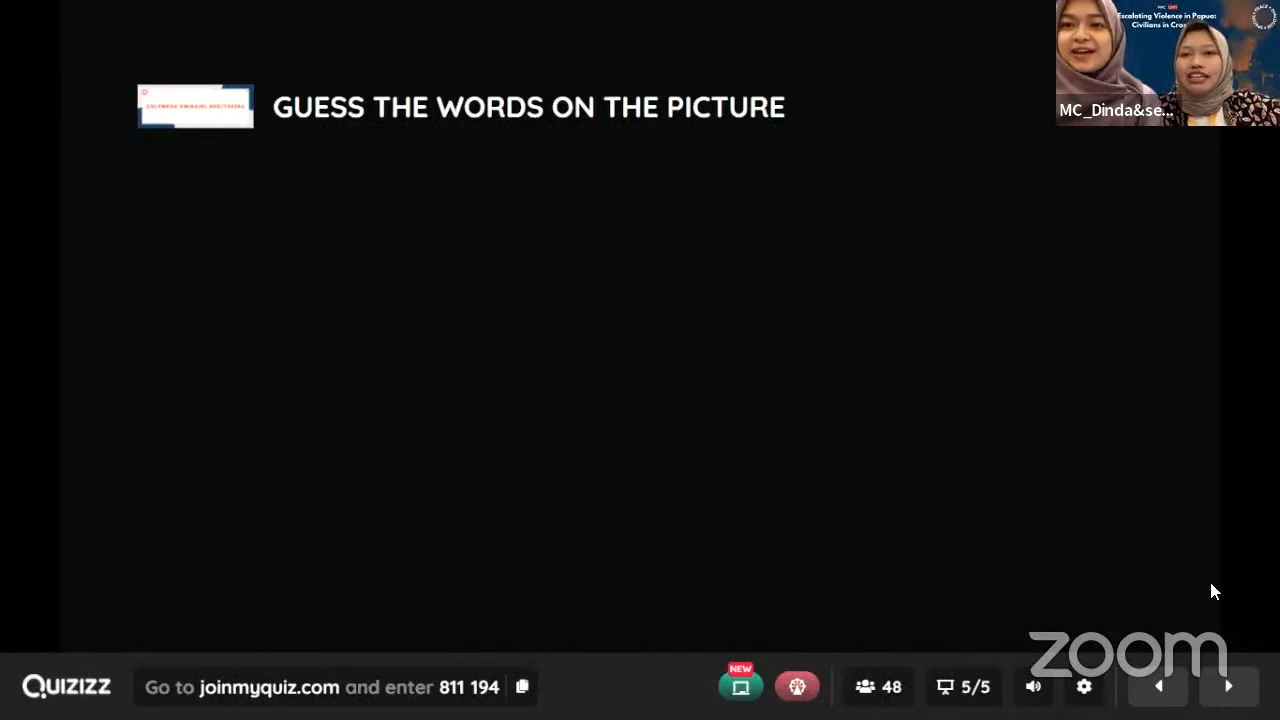 GUESS THE WORDS ON THE PICTURE
Escalating Violence in Papua:
Civilians in Cro
MC_Dinda&se...
zoom
Quizizz
Go to joinmyquiz.com and enter 811 194
NEW
48
5/5